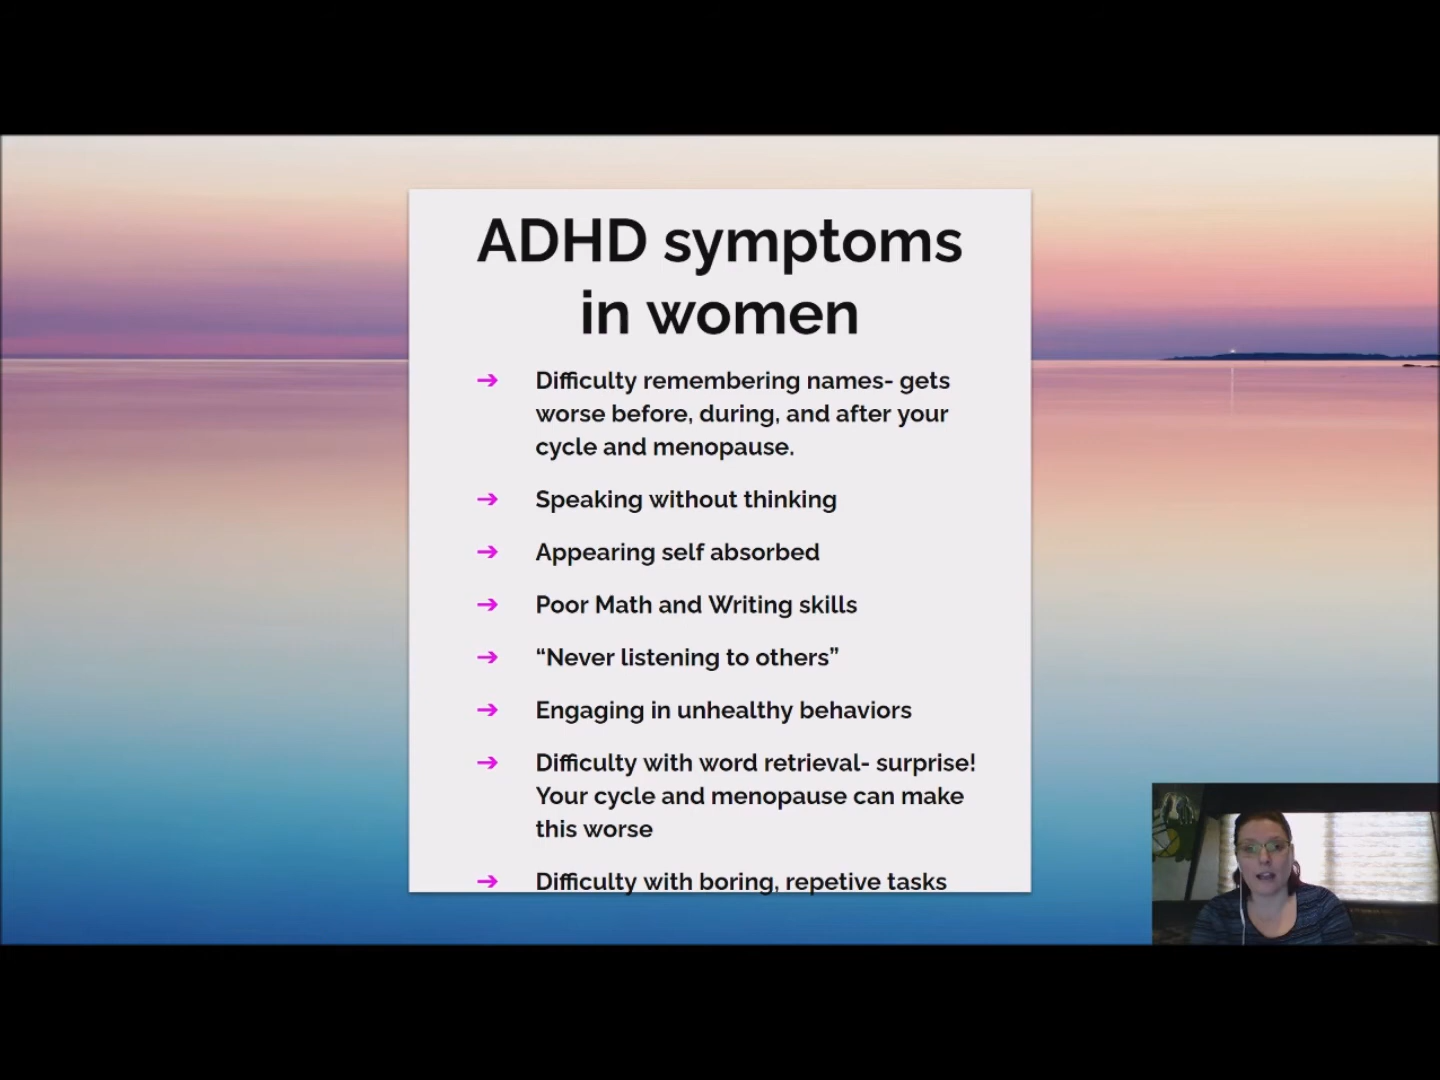 ADHD symptoms
in women
➔ Difficulty remembering names- gets
worse before, during, and after your
cycle and menopause.
➔ Speaking without thinking
➔ Appearing self absorbed
➔ Poor Math and Writing skills
➔ “Never listening to others”
➔ Engaging in unhealthy behaviors
➔ Difficulty with word retrieval- surprise!
Your cycle and menopause can make
this worse
➔ Difficulty with boring, repetive tasks